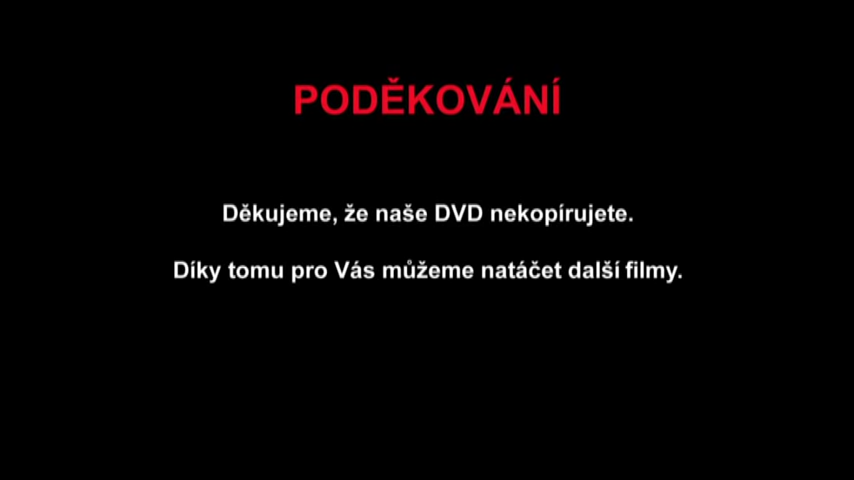 PODĚKOVÁNÍ
Děkujeme, že naše DVD nekopírujete.
Díky tomu pro Vás můžeme natáčet další filmy.